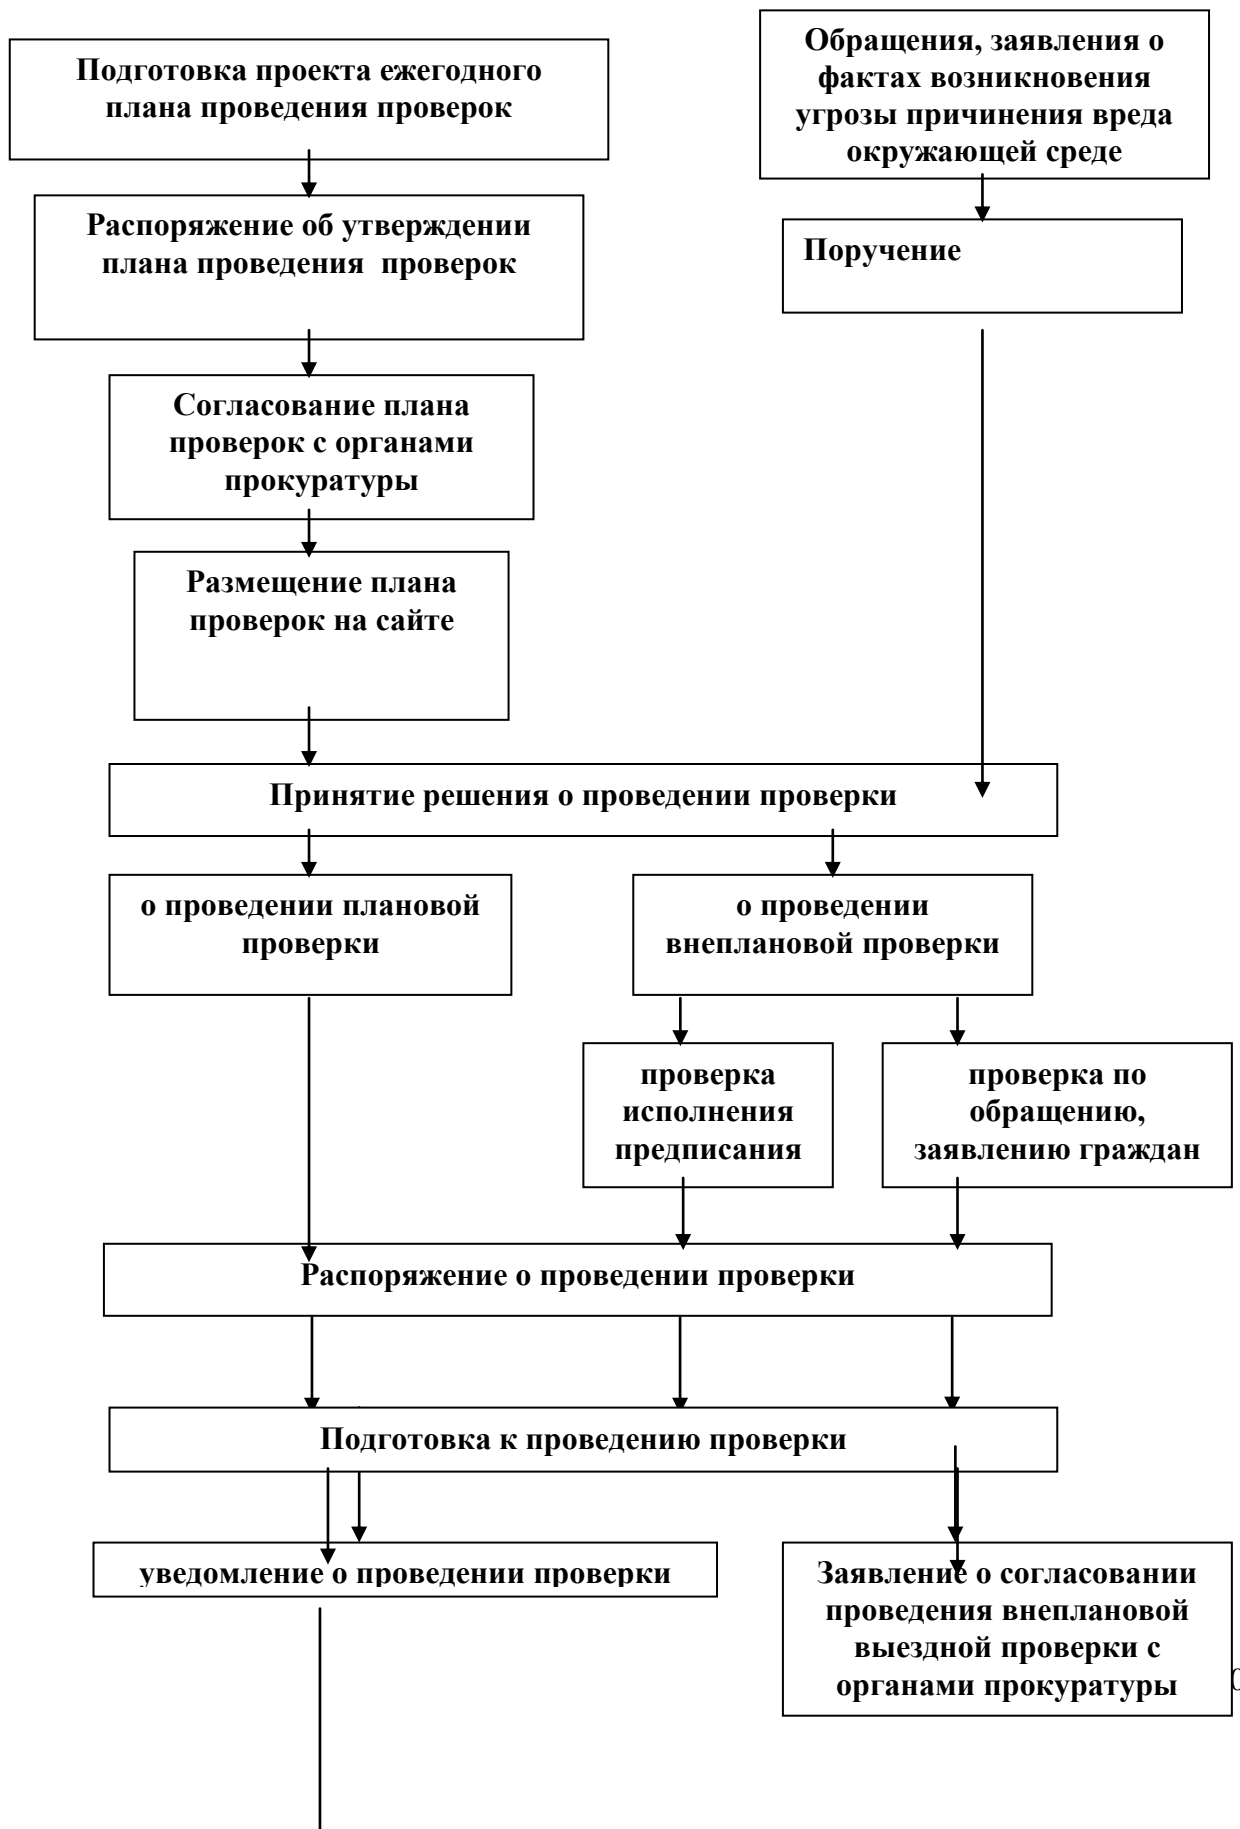 Подготовка проекта ежегодного
плана проведения проверок
Обращения, заявления о
фактах возникновения
угрозы причинения вреда
окружающей среде
Распоряжение об утверждении
плана проведения проверок
Поручение
Согласование плана
проверок с органами
прокуратуры
Размещение плана
проверок на сайте
Принятие решения о проведении проверки
о проведении плановой
проверки
о проведении
внеплановой проверки
проверка
исполнения
предписания
проверка по
обращению,
заявлению граждан
Распоряжение о проведении проверки
Подготовка к проведению проверки
уведомление о проведении проверки
Заявление о согласовании
проведения внеплановой
выездной проверки с
органами прокуратуры